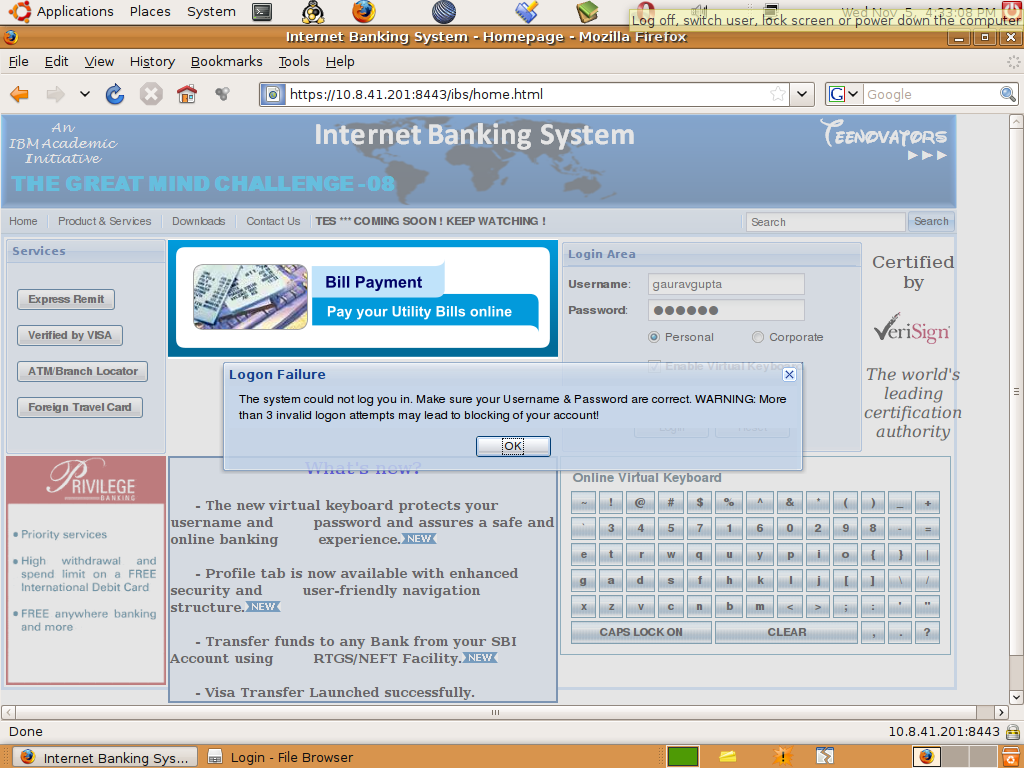 Applications Places System
Wed Nov 5, 4:33:08 PM
Log off, switch user, lock screen or power down the computer
Internet Banking System - Homepage - Mozilla Firefox
File Edit View History Bookmarks Tools Help
https://10.8.41.201:8443/ibs/home.html
G Google
An
IBM Academic
Initiative
THE GREAT MIND CHALLENGE -08
Internet Banking System
TEENOVATORS
Home Product & Services Downloads Contact Us TES *** COMING SOON ! KEEP WATCHING !
Search Search
Services
Express Remit
Verified by VISA
ATM/Branch Locator
Foreign Travel Card
Bill Payment
Pay your Utility Bills online
Login Area
Username: gauravgupta
Password: ●●●●●●
Personal Corporate
Enable Virtual Keyboard
Certified
by
VeriSign
The world's
leading
certification
authority
Logon Failure
The system could not log you in. Make sure your Username & Password are correct. WARNING: More
than 3 invalid logon attempts may lead to blocking of your account!
OK
PRIVILEGE
BANKING
• Priority services
• High withdrawal and
spend limit on a FREE
International Debit Card
• FREE anywhere banking
and more
What's new?
- The new virtual keyboard protects your
username and password and assures a safe and
online banking experience. NEW
- Profile tab is now available with enhanced
security and user-friendly navigation
structure. NEW
- Transfer funds to any Bank from your SBI
Account using RTGS/NEFT Facility. NEW
- Visa Transfer Launched successfully.
Online Virtual Keyboard
~ ! @ # $ % ^ & * ( ) _ +
` 3 4 5 7 1 6 0 2 9 8 - =
e t r w q u y p i o { } |
g a d s f h k l j [ ] \ /
x z v c n b m < > ; : ' "
CAPS LOCK ON CLEAR , . ?
Done
10.8.41.201:8443
Internet Banking Sys... Login - File Browser